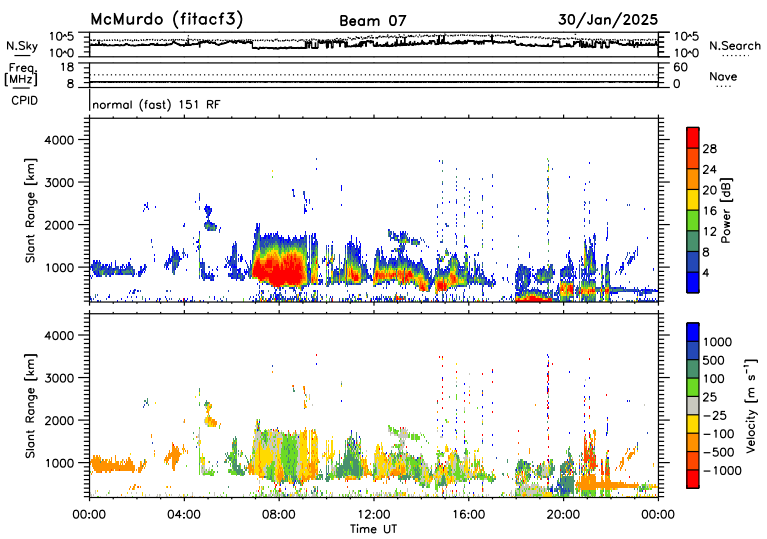 McMurdo (fitacf3) Beam 07 30/Jan/2025
N.Sky 10^5 10^0 10^5 10^0 N.Search
Freq. [MHz] 18 8 60 0 Nave
CPID normal (fast) 151 RF
Slant Range [km] 4000 3000 2000 1000
Power [dB] 28 24 20 16 12 8 4
Slant Range [km] 4000 3000 2000 1000
Velocity [m s⁻¹] 1000 500 100 25 −25 −100 −500 −1000
00:00 04:00 08:00 12:00 16:00 20:00 00:00
Time UT